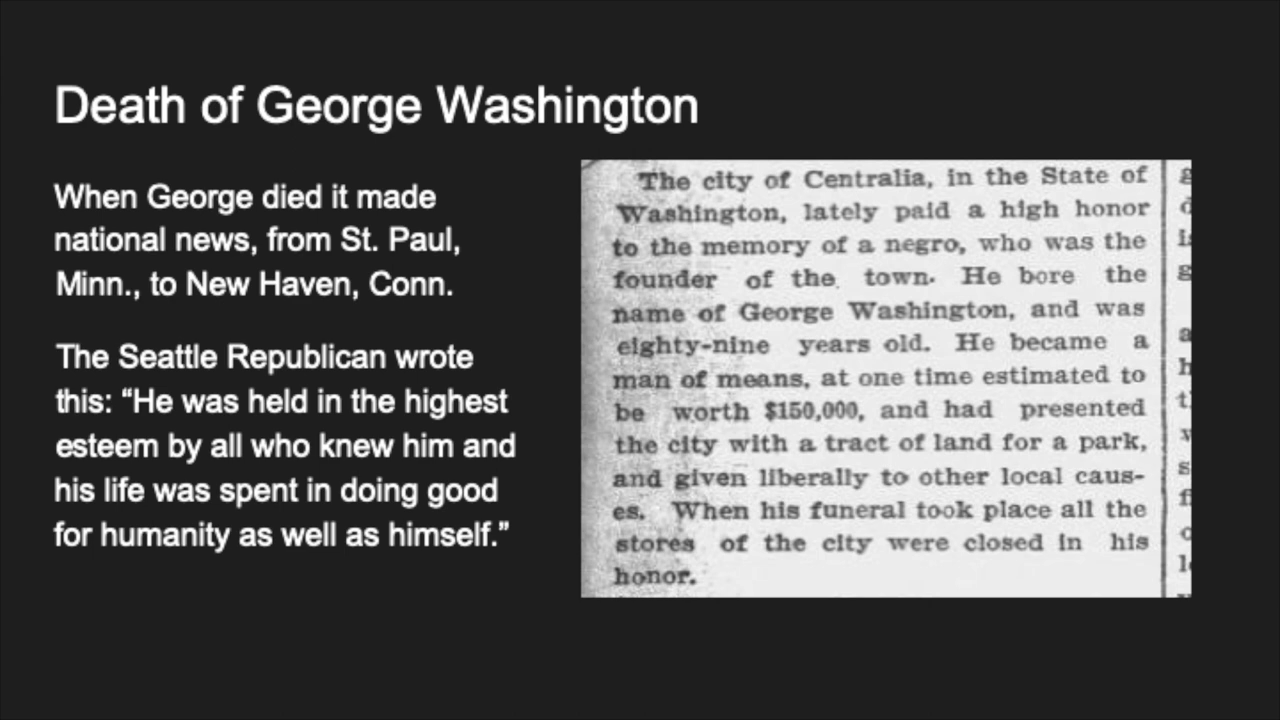 Death of George Washington
When George died it made
national news, from St. Paul,
Minn., to New Haven, Conn.
The Seattle Republican wrote
this: “He was held in the highest
esteem by all who knew him and
his life was spent in doing good
for humanity as well as himself.”
The city of Centralia, in the State of
Washington, lately paid a high honor
to the memory of a negro, who was the
founder of the town. He bore the
name of George Washington, and was
eighty-nine years old. He became a
man of means, at one time estimated to
be worth $150,000, and had presented
the city with a tract of land for a park,
and given liberally to other local caus-
es. When his funeral took place all the
stores of the city were closed in his
honor.